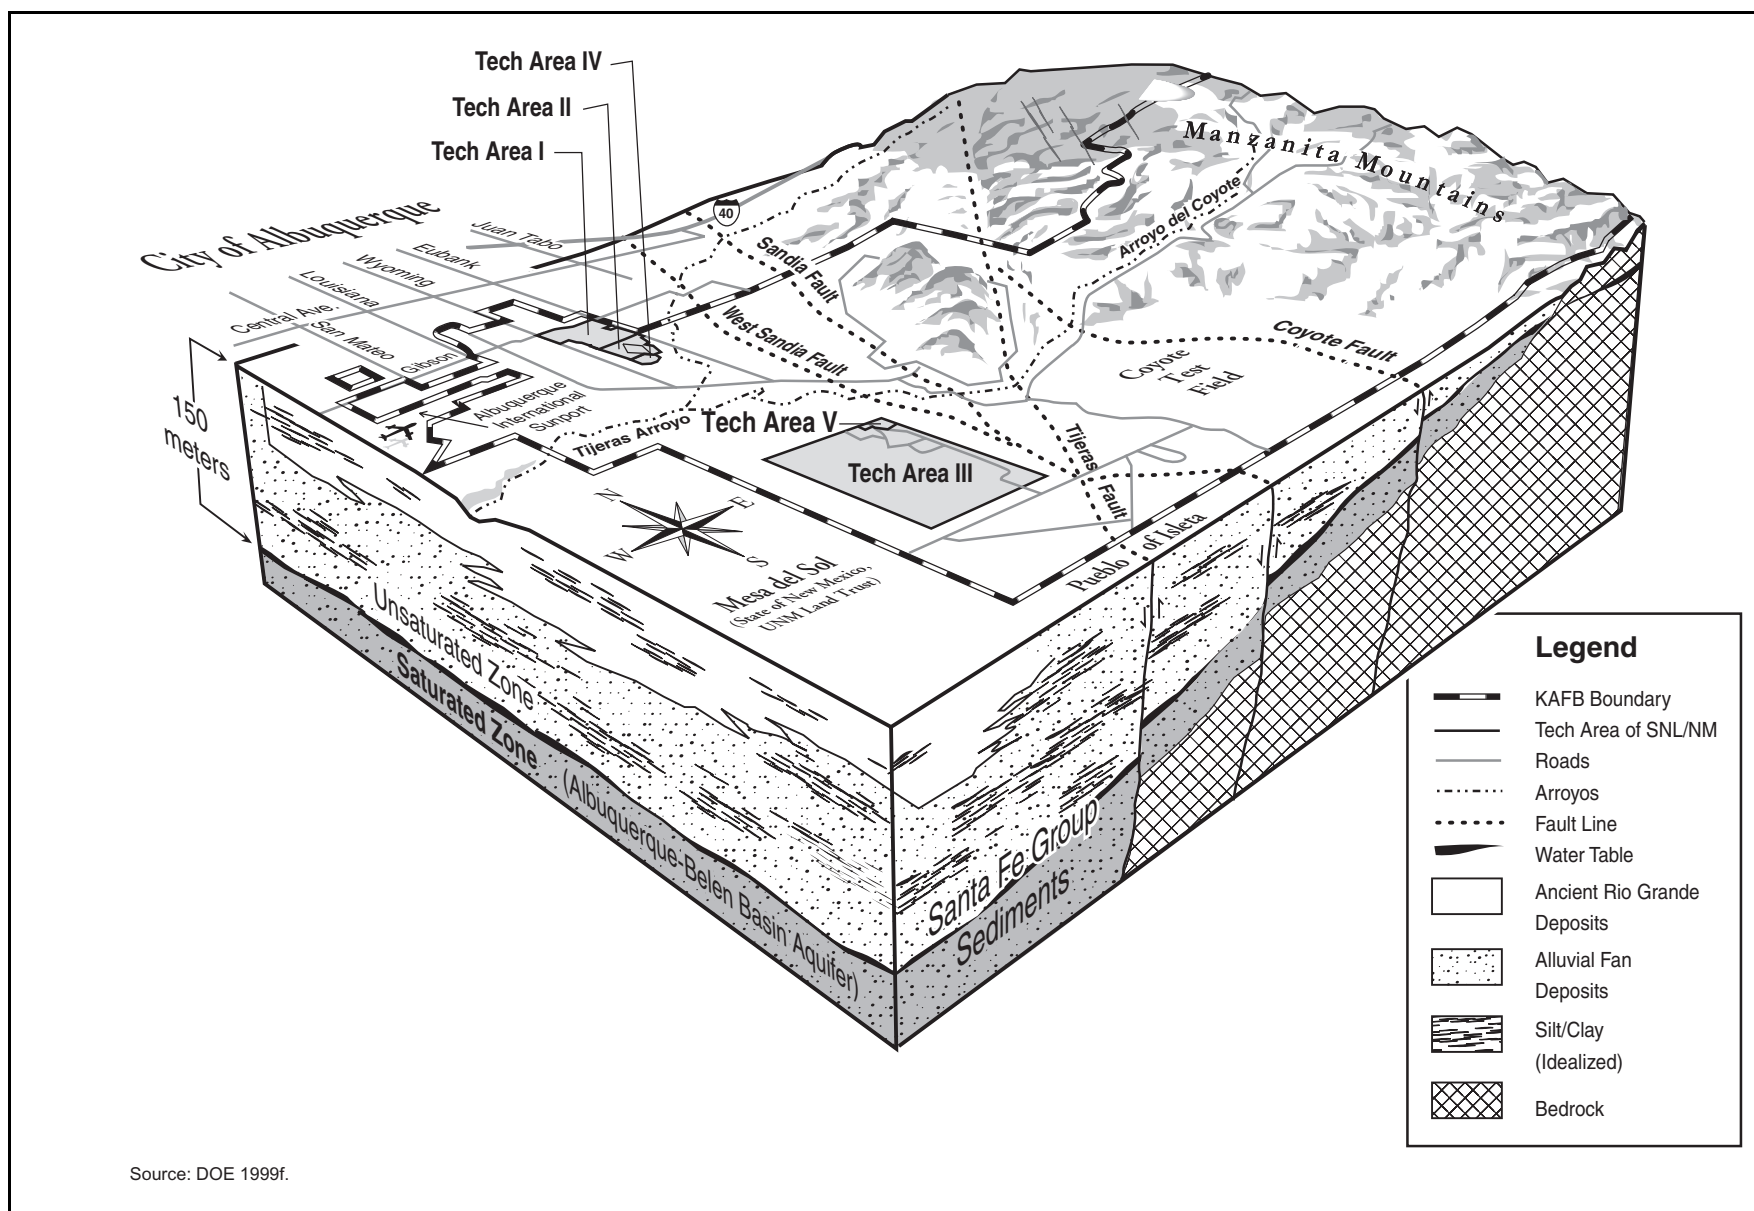 Tech Area IV
Tech Area II
Tech Area I
Manzanita Mountains
City of Albuquerque
40
Juan Tabo
Eubank
Wyoming
Louisiana
Central Ave.
San Mateo
Gibson
Sandia Fault
West Sandia Fault
Arroyo del Coyote
Coyote Fault
Coyote
Test
Field
Albuquerque
International
Sunport
Tijeras Arroyo
Tech Area V
Tech Area III
Tijeras
Fault
150
meters
N
E
W
S
Mesa del Sol
(State of New Mexico,
UNM Land Trust)
Pueblo of Isleta
Unsaturated Zone
Saturated Zone (Albuquerque-Belen Basin Aquifer)
Santa Fe Group
Sediments
Legend
KAFB Boundary
Tech Area of SNL/NM
Roads
Arroyos
Fault Line
Water Table
Ancient Rio Grande
Deposits
Alluvial Fan
Deposits
Silt/Clay
(Idealized)
Bedrock
Source: DOE 1999f.